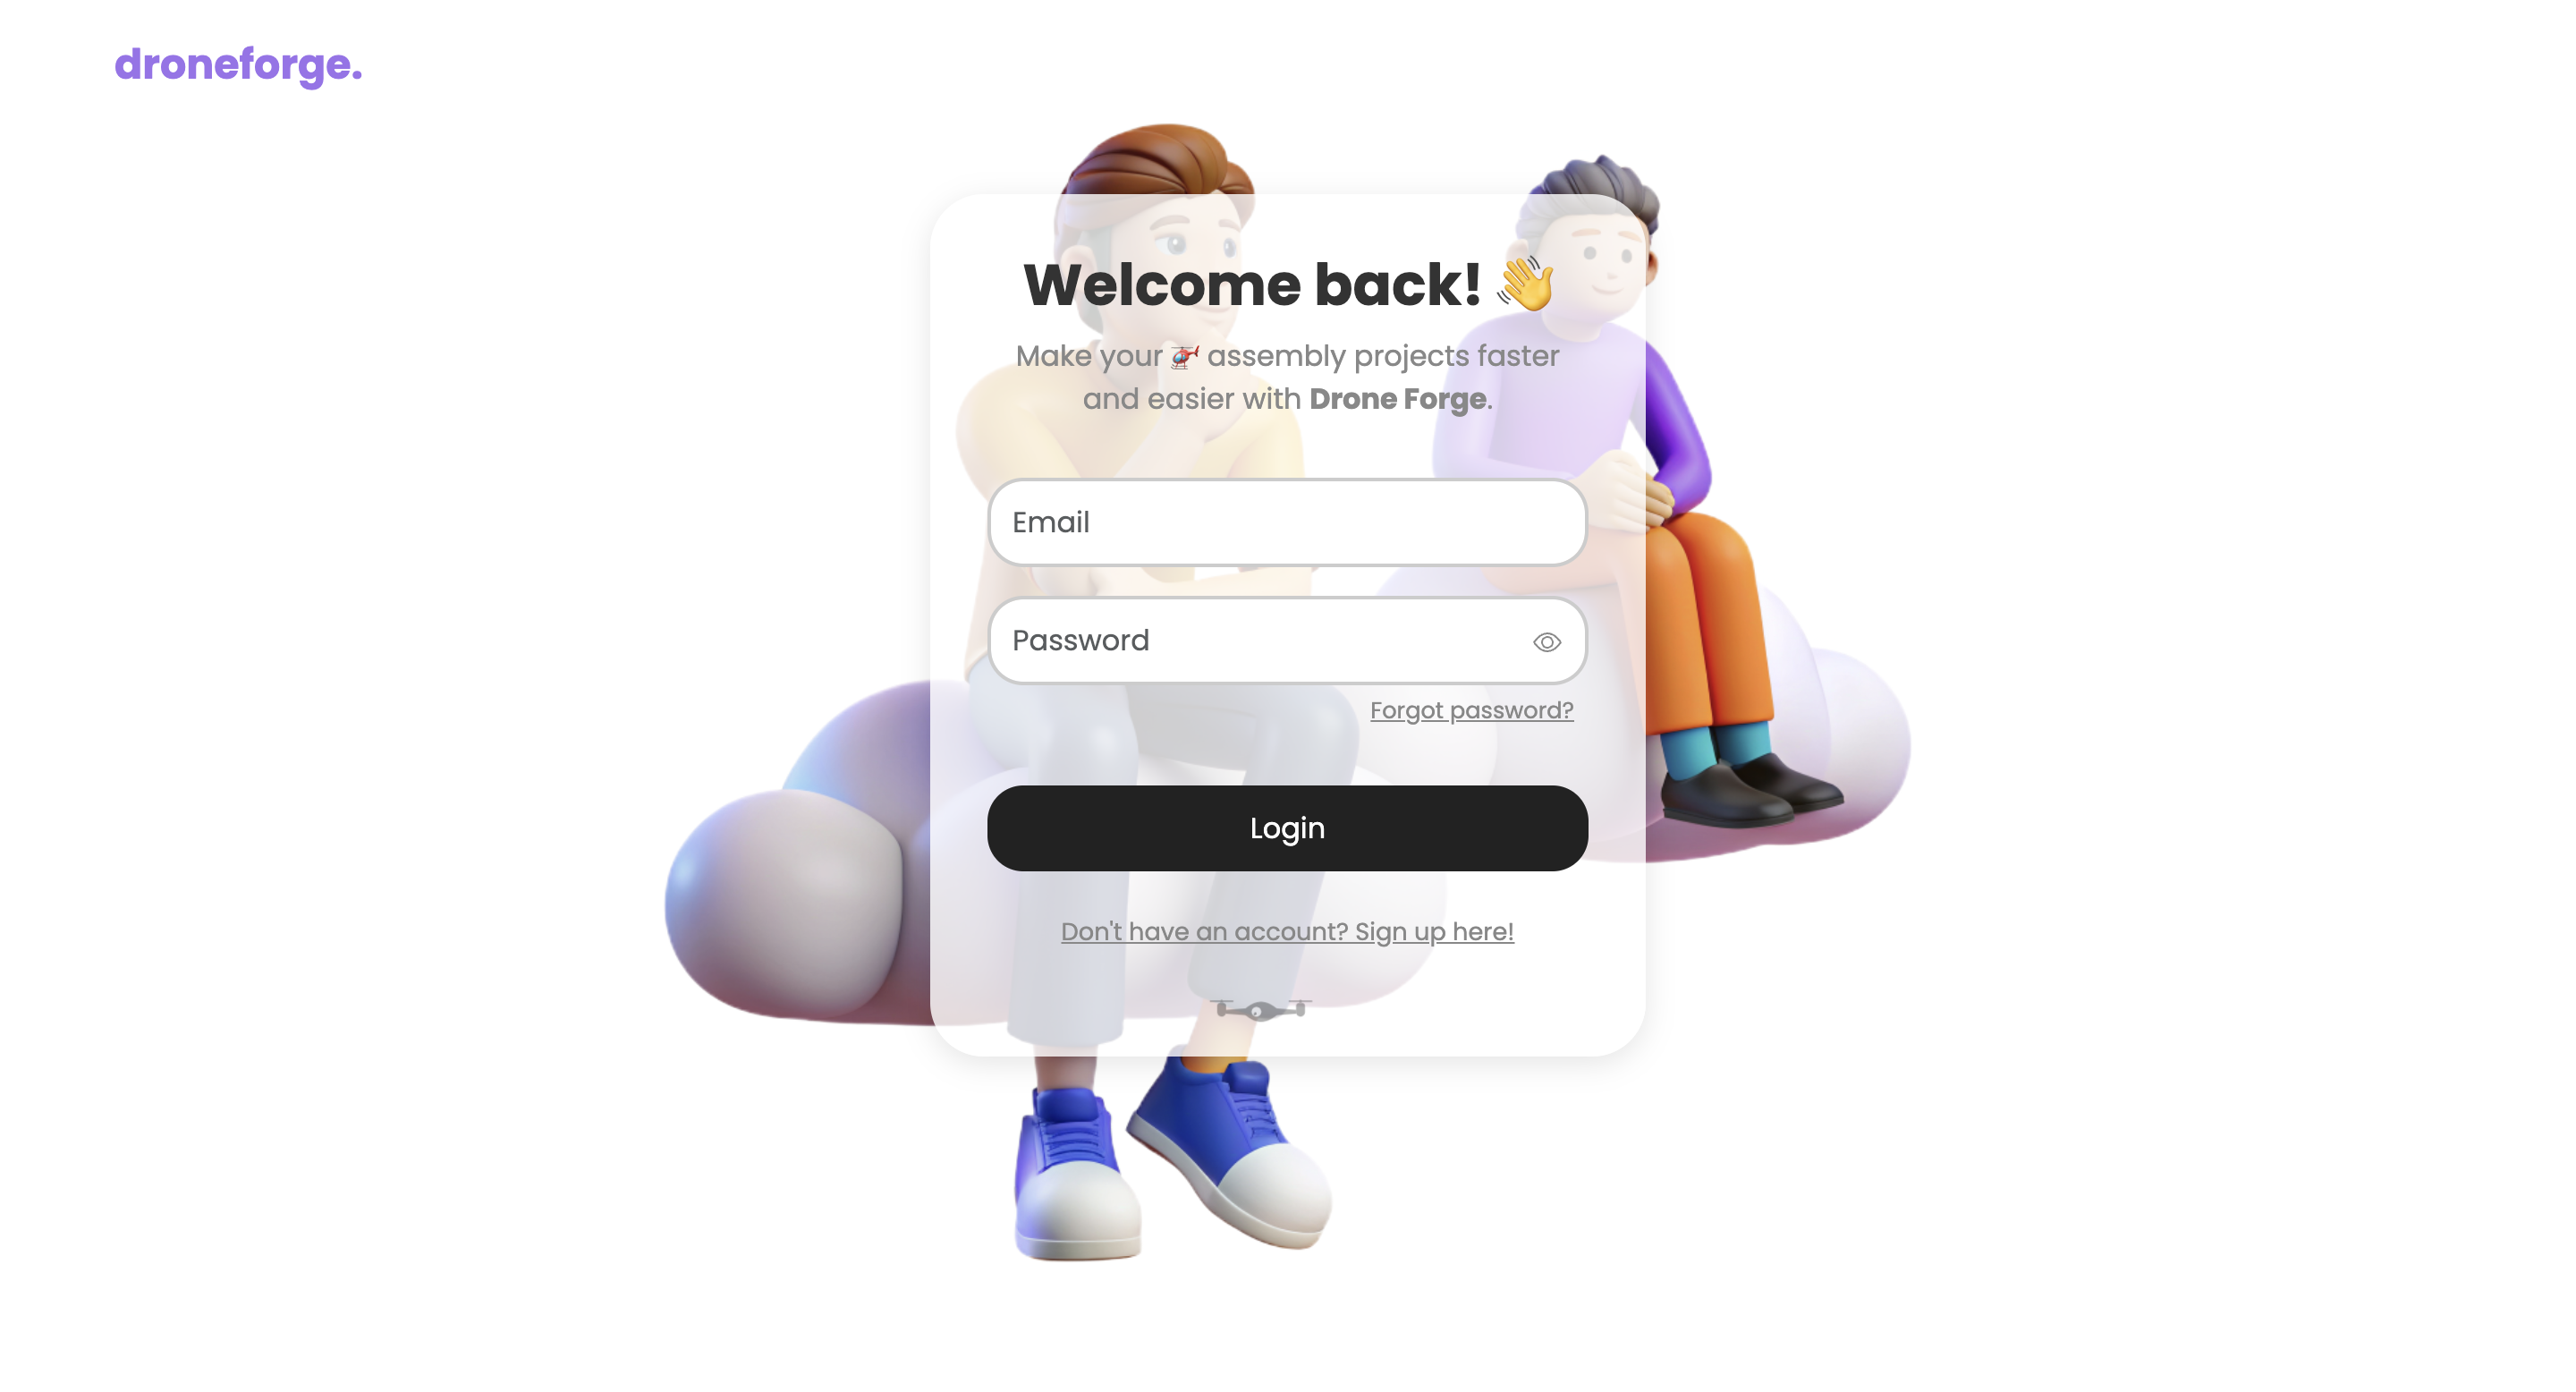 droneforge.
Welcome back! 👋
Make your 🚁 assembly projects faster
and easier with Drone Forge.
Email
Password
Forgot password?
Login
Don't have an account? Sign up here!